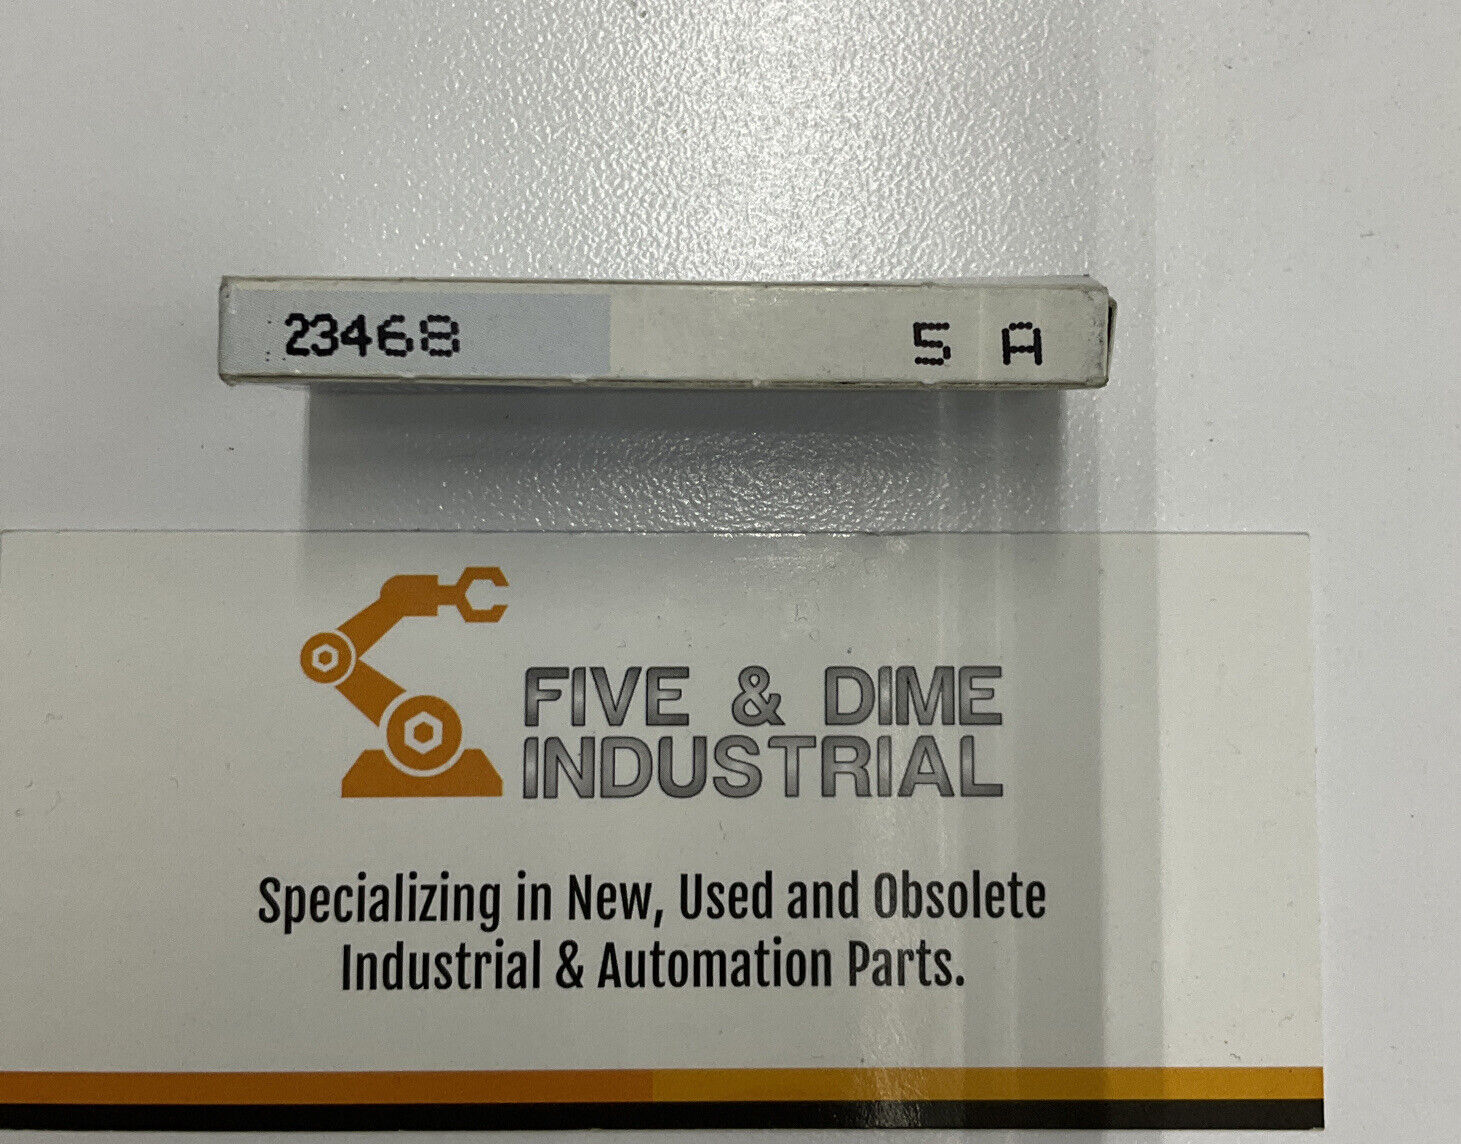 23468 5 A
FIVE & DIME
INDUSTRIAL
Specializing in New, Used and Obsolete
Industrial & Automation Parts.